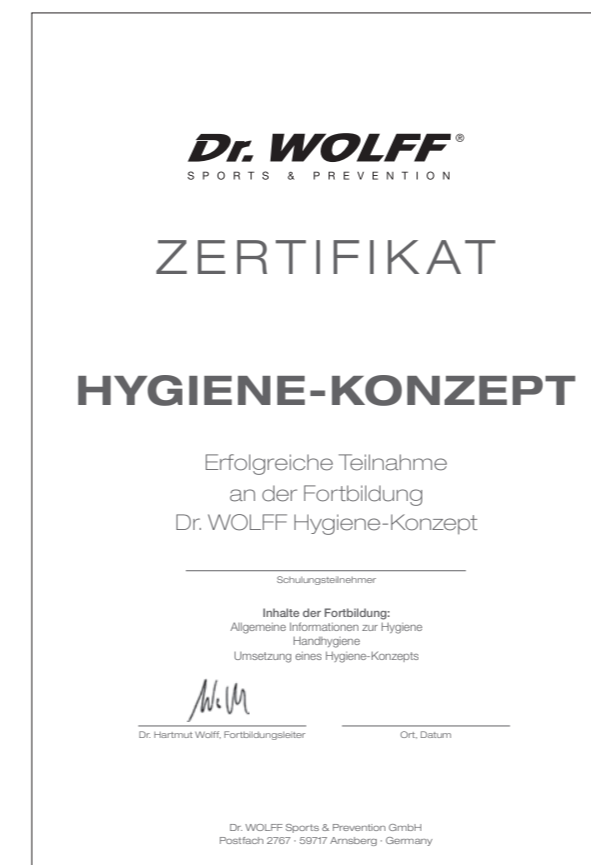 Dr. WOLFF®
SPORTS & PREVENTION
ZERTIFIKAT
HYGIENE-KONZEPT
Erfolgreiche Teilnahme
an der Fortbildung
Dr. WOLFF Hygiene-Konzept
Schulungsteilnehmer
Inhalte der Fortbildung:
Allgemeine Informationen zur Hygiene
Handhygiene
Umsetzung eines Hygiene-Konzepts
Dr. Hartmut Wolff, Fortbildungsleiter
Ort, Datum
Dr. WOLFF Sports & Prevention GmbH
Postfach 2767 · 59717 Arnsberg · Germany